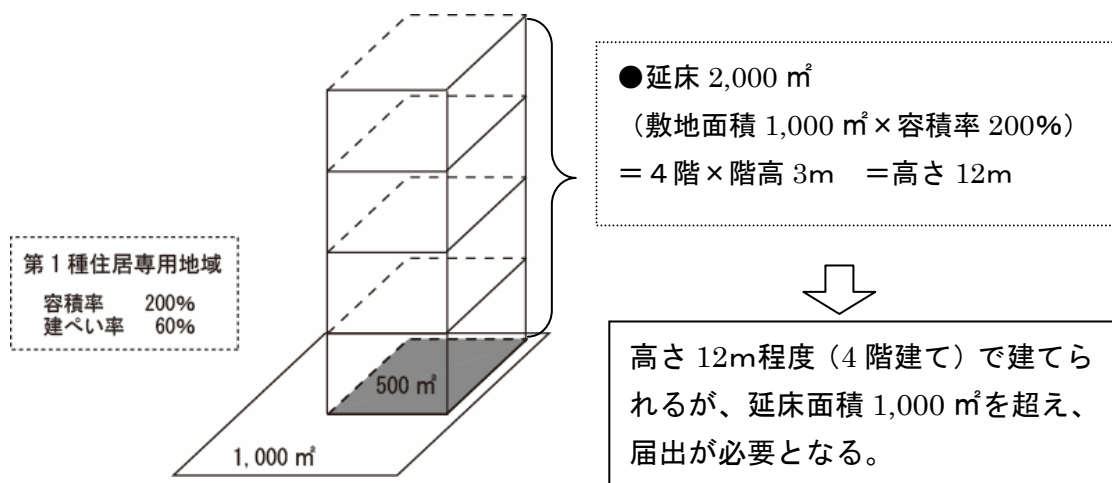 ●延床 2,000 ㎡
（敷地面積 1,000 ㎡×容積率 200%）
＝４階×階高 3ｍ　＝高さ 12ｍ
第１種住居専用地域
容積率　200%
建ぺい率　60%
500 ㎡
1,000 ㎡
高さ 12ｍ程度（4 階建て）で建てら
れるが、延床面積 1,000 ㎡を超え、
届出が必要となる。